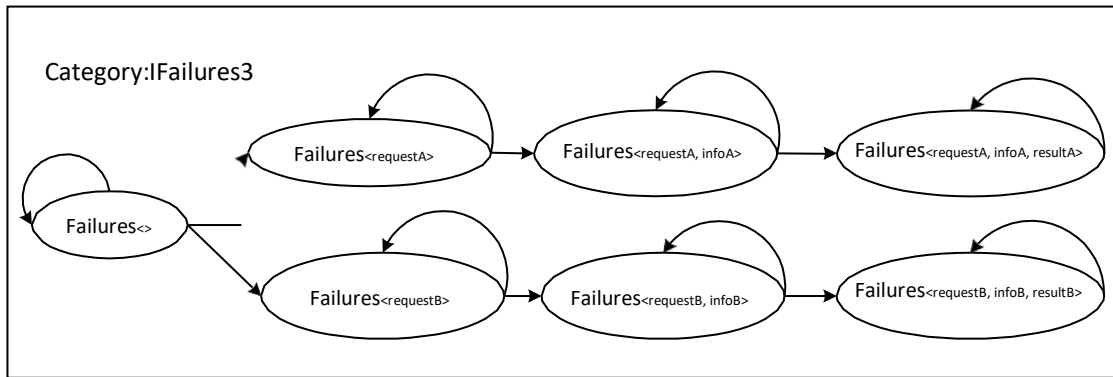 Category:IFailures3
Failures<requestA>
Failures<requestA, infoA>
Failures<requestA, infoA, resultA>
Failures<>
Failures<requestB>
Failures<requestB, infoB>
Failures<requestB, infoB, resultB>